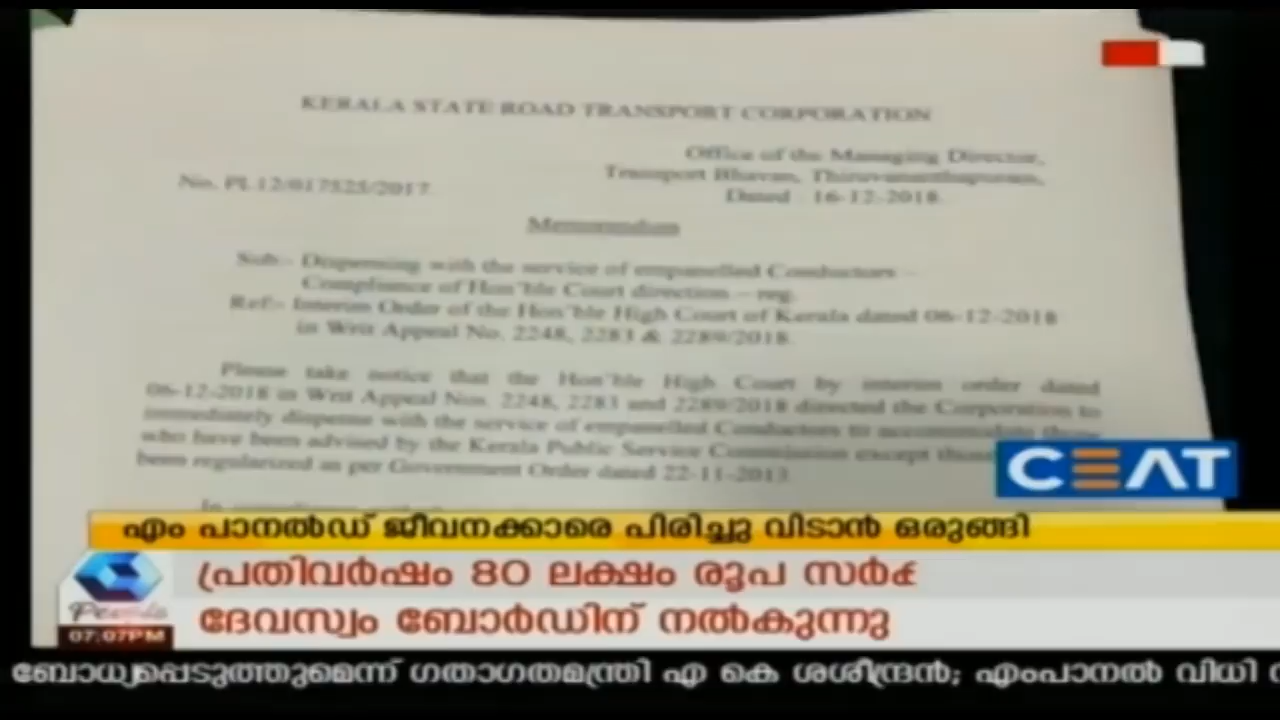 KERALA STATE ROAD TRANSPORT CORPORATION
Office of the Managing Director,
Transport Bhavan, Thiruvananthapuram,
No. PL12/017525/2017
Dated : 16-12-2018.
Memorandum
Sub:- Dispensing with the service of empanelled Conductors –
Compliance of Hon'ble Court direction – reg.
Ref:- Interim Order of the Hon'ble High Court of Kerala dated 06-12-2018
in Writ Appeal No. 2248, 2283 & 2289/2018.
Please take notice that the Hon'ble High Court by interim order dated
06-12-2018 in Writ Appeal Nos. 2248, 2283 and 2289/2018 directed the Corporation to
immediately dispense with the service of empanelled Conductors to accommodate those
who have been advised by the Kerala Public Service Commission except
been regularized as per Government Order dated 22-11-2013.
CEAT
എം പാനൽഡ് ജീവനക്കാരെ പിരിച്ചു വിടാൻ ഒരുങ്ങി
പ്രതിവർഷം 80 ലക്ഷം രൂപ
ദേവസ്വം ബോർഡിന് നൽകുന്നു
People
07:07PM
ബോധ്യപ്പെടുത്തുമെന്ന് ഗതാഗതമന്ത്രി എ കെ ശശീന്ദ്രൻ; എംപാനൽ വിധി